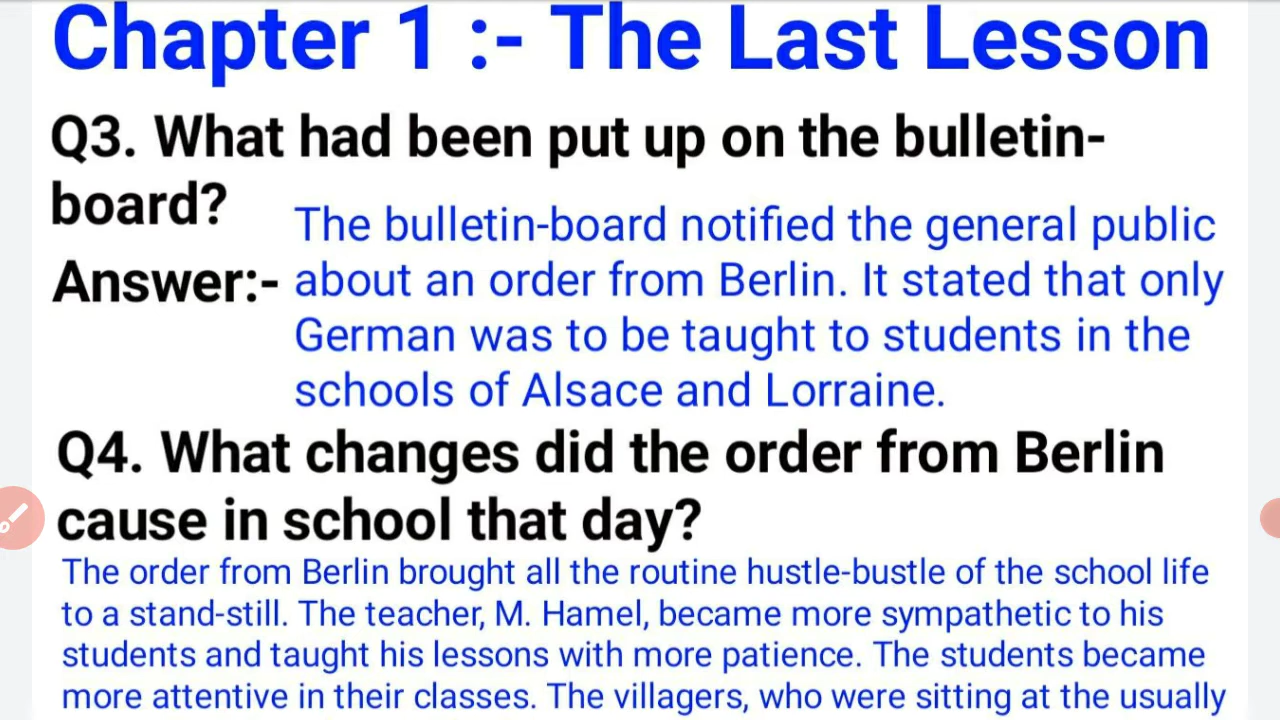 Chapter 1 :- The Last Lesson
Q3. What had been put up on the bulletin-
board?
Answer:-
The bulletin-board notified the general public
about an order from Berlin. It stated that only
German was to be taught to students in the
schools of Alsace and Lorraine.
Q4. What changes did the order from Berlin
cause in school that day?
The order from Berlin brought all the routine hustle-bustle of the school life
to a stand-still. The teacher, M. Hamel, became more sympathetic to his
students and taught his lessons with more patience. The students became
more attentive in their classes. The villagers, who were sitting at the usually